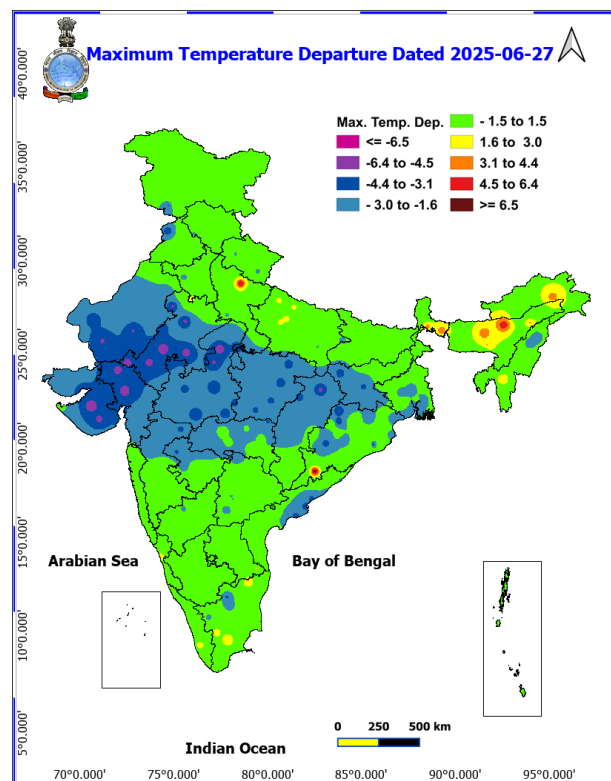 Maximum Temperature Departure Dated 2025-06-27
Max. Temp. Dep.
<= -6.5
-6.4 to -4.5
-4.4 to -3.1
- 3.0 to -1.6
- 1.5 to 1.5
1.6 to 3.0
3.1 to 4.4
4.5 to 6.4
>= 6.5
40°0.000'
35°0.000'
30°0.000'
25°0.000'
20°0.000'
15°0.000'
10°0.000'
5°0.000'
Arabian Sea
Bay of Bengal
0 250 500 km
Indian Ocean
70°0.000' 75°0.000' 80°0.000' 85°0.000' 90°0.000' 95°0.000'